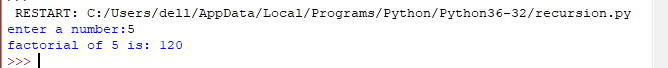 RESTART: C:/Users/dell/AppData/Local/Programs/Python/Python36-32/recursion.py
enter a number:5
factorial of 5 is: 120
>>>